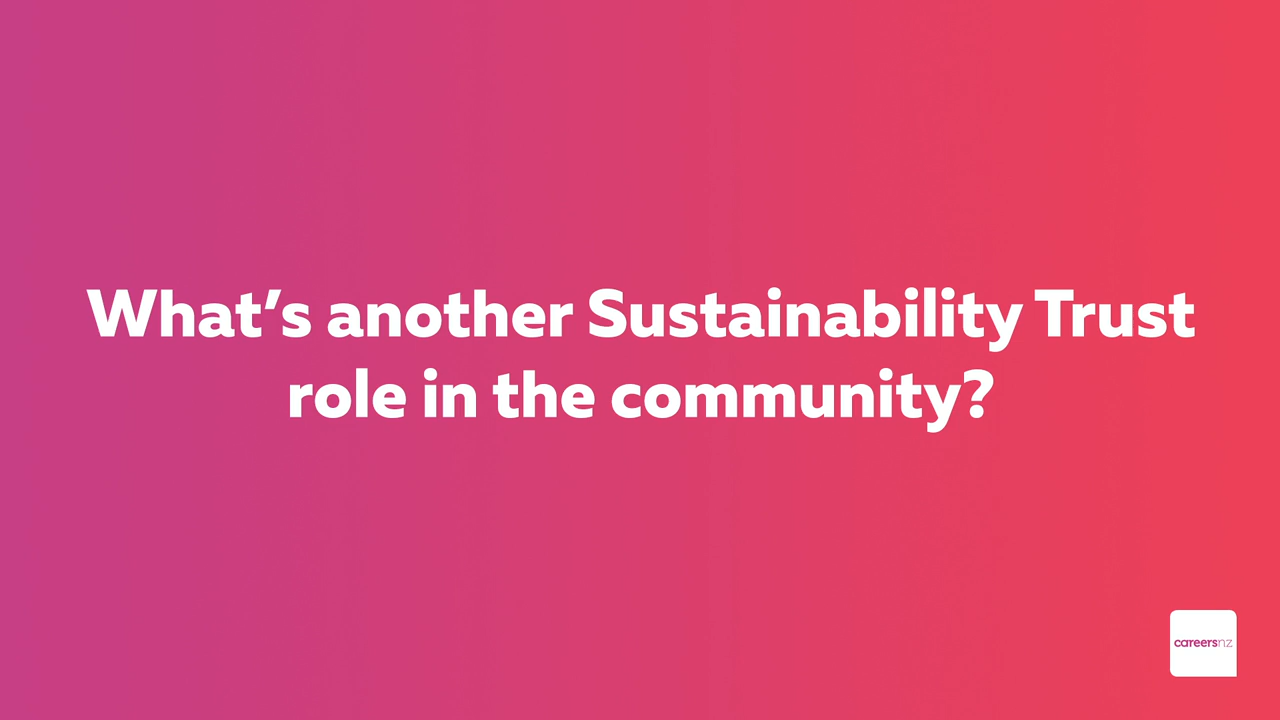 What’s another Sustainability Trust
role in the community?
careersnz